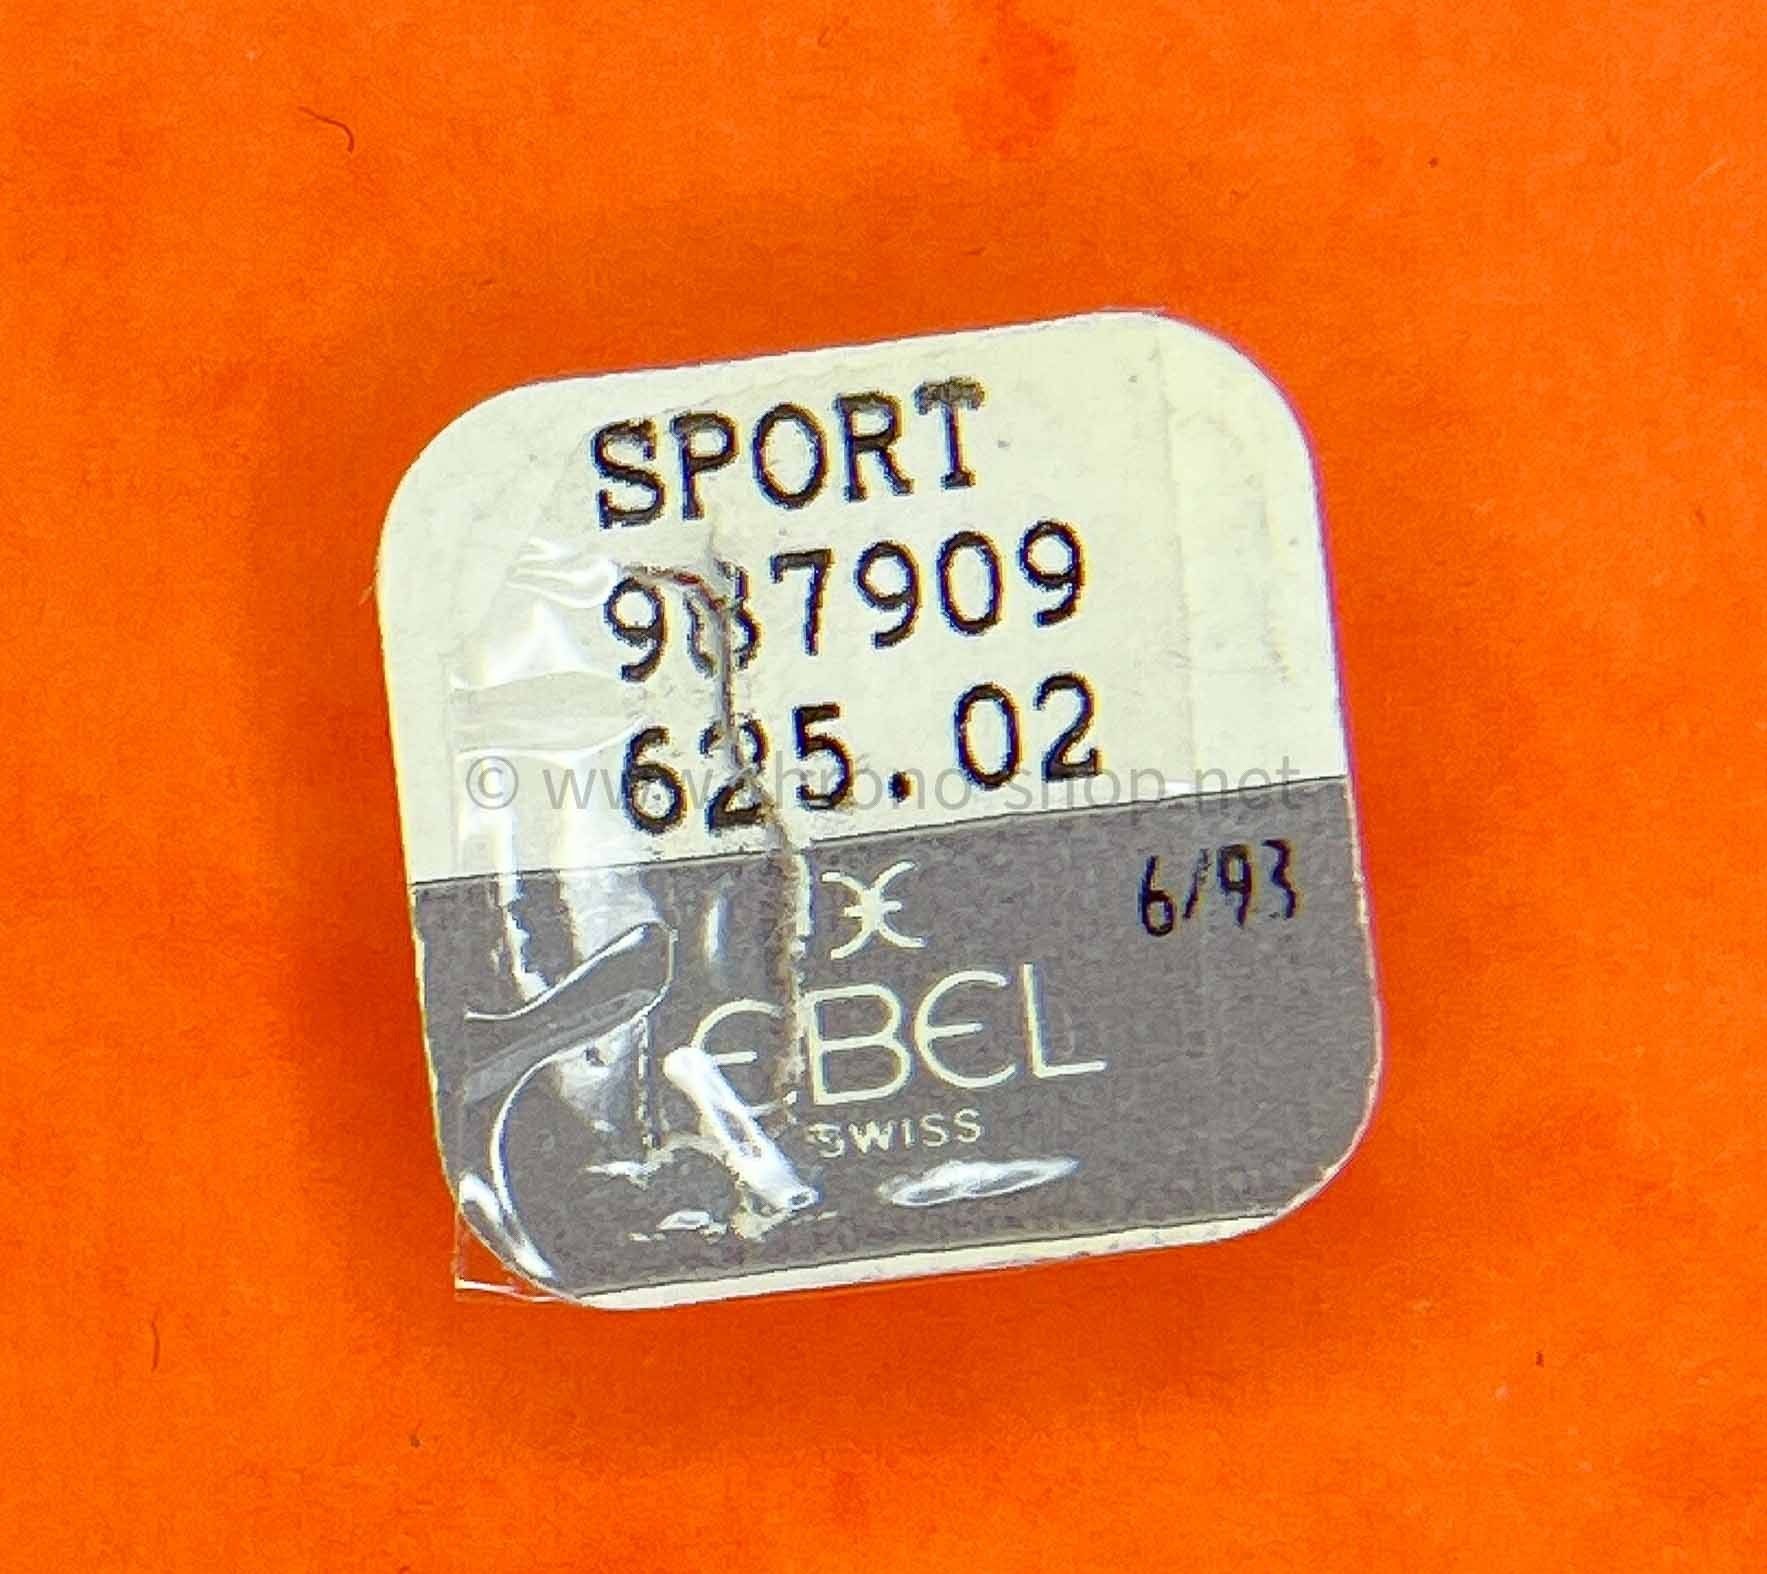 SPORT
987909
625.02
© www.chrono-shop.net
6/93
EBEL
SWISS